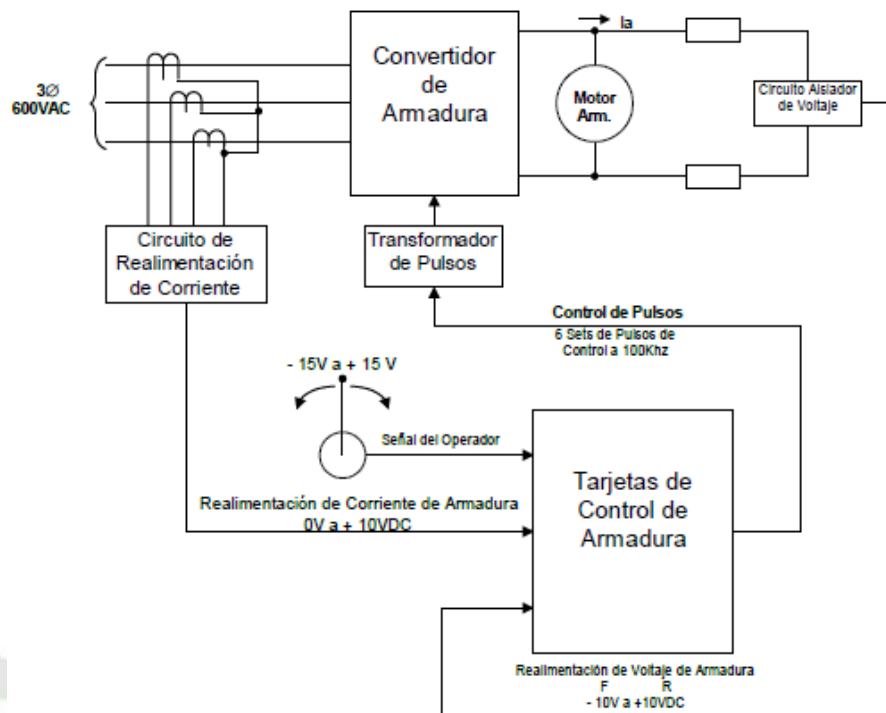 Ia
Convertidor
de
Armadura
3Ø
600VAC
Motor
Arm.
Circuito Aislador
de Voltaje
Circuito de
Realimentación
de Corriente
Transformador
de Pulsos
Control de Pulsos
6 Sets de Pulsos de
Control a 100Khz
- 15V a + 15 V
Señal del Operador
Tarjetas de
Control de
Armadura
Realimentación de Corriente de Armadura
0V a + 10VDC
Realimentación de Voltaje de Armadura
F R
- 10V a +10VDC